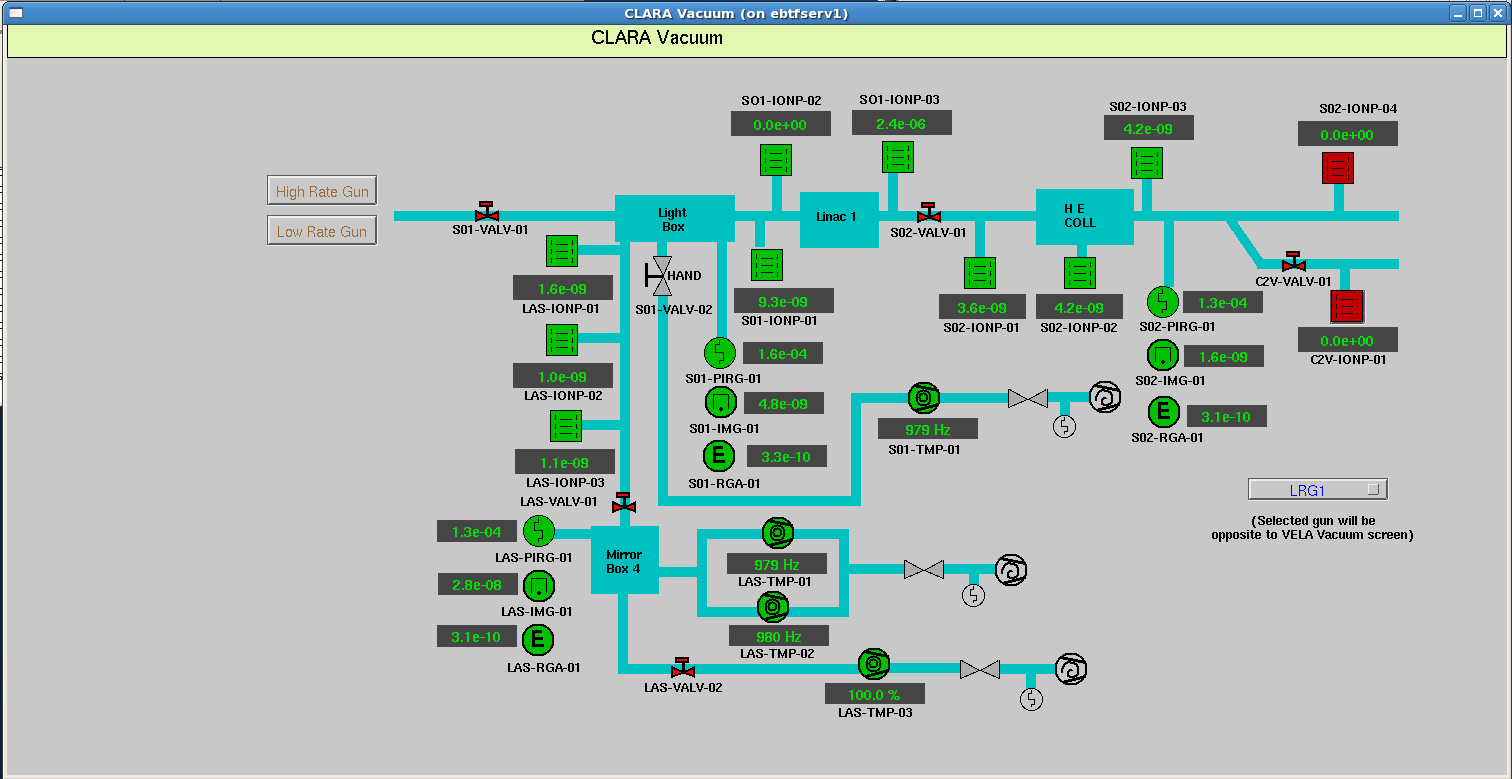 CLARA Vacuum (on ebtfserv1)
CLARA Vacuum
SO1-IONP-02
0.0e+00
SO1-IONP-03
2.4e-06
S02-IONP-03
4.2e-09
S02-IONP-04
0.0e+00
High Rate Gun
Low Rate Gun
S01-VALV-01
Light
Box
Linac 1
S02-VALV-01
H E
COLL
C2V-VALV-01
1.6e-09
LAS-IONP-01
HAND
S01-VALV-02
9.3e-09
S01-IONP-01
3.6e-09
S02-IONP-01
4.2e-09
S02-IONP-02
1.3e-04
S02-PIRG-01
0.0e+00
C2V-IONP-01
1.0e-09
LAS-IONP-02
1.6e-04
S01-PIRG-01
1.6e-09
S02-IMG-01
4.8e-09
S01-IMG-01
E
3.1e-10
S02-RGA-01
979 Hz
S01-TMP-01
1.1e-09
LAS-IONP-03
E
3.3e-10
S01-RGA-01
LRG1
(Selected gun will be
opposite to VELA Vacuum screen)
LAS-VALV-01
1.3e-04
LAS-PIRG-01
Mirror
Box 4
979 Hz
LAS-TMP-01
2.8e-08
LAS-IMG-01
980 Hz
LAS-TMP-02
3.1e-10
E
LAS-RGA-01
LAS-VALV-02
100.0 %
LAS-TMP-03